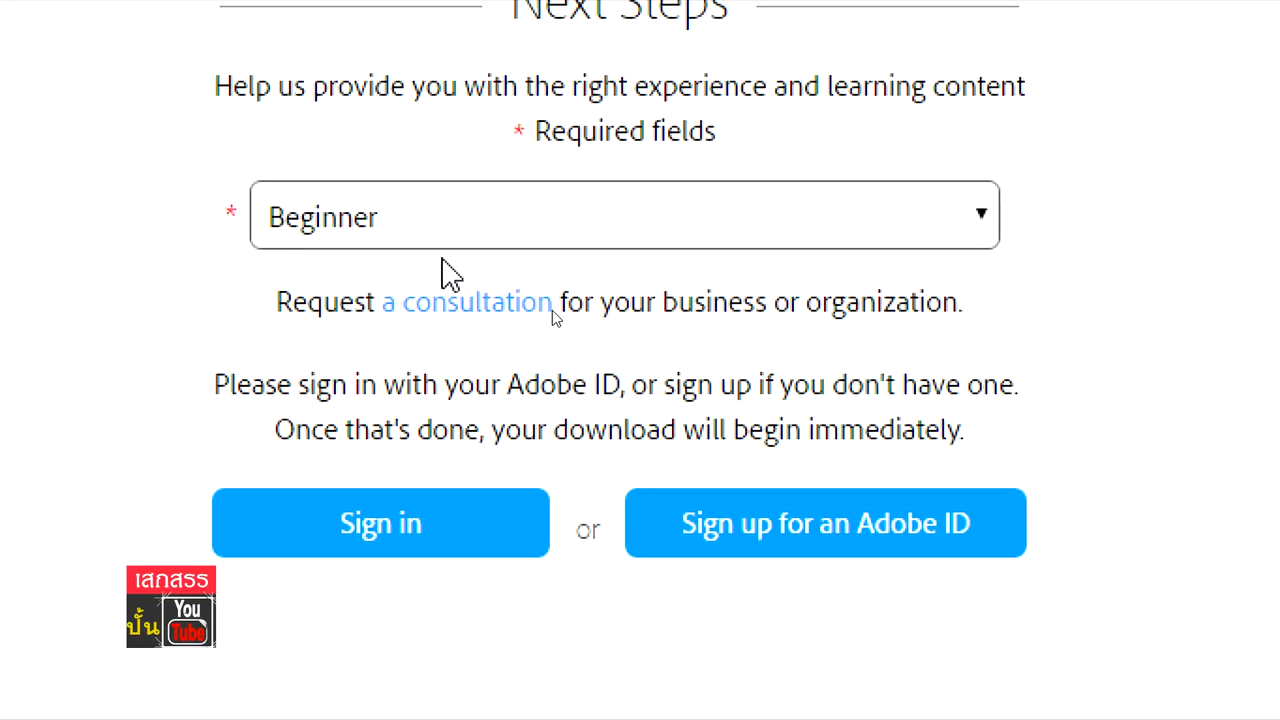 Next Steps
Help us provide you with the right experience and learning content
* Required fields
* Beginner
Request a consultation for your business or organization.
Please sign in with your Adobe ID, or sign up if you don't have one.
Once that's done, your download will begin immediately.
Sign in or Sign up for an Adobe ID
เสกสรร
ปั้น You
Tube